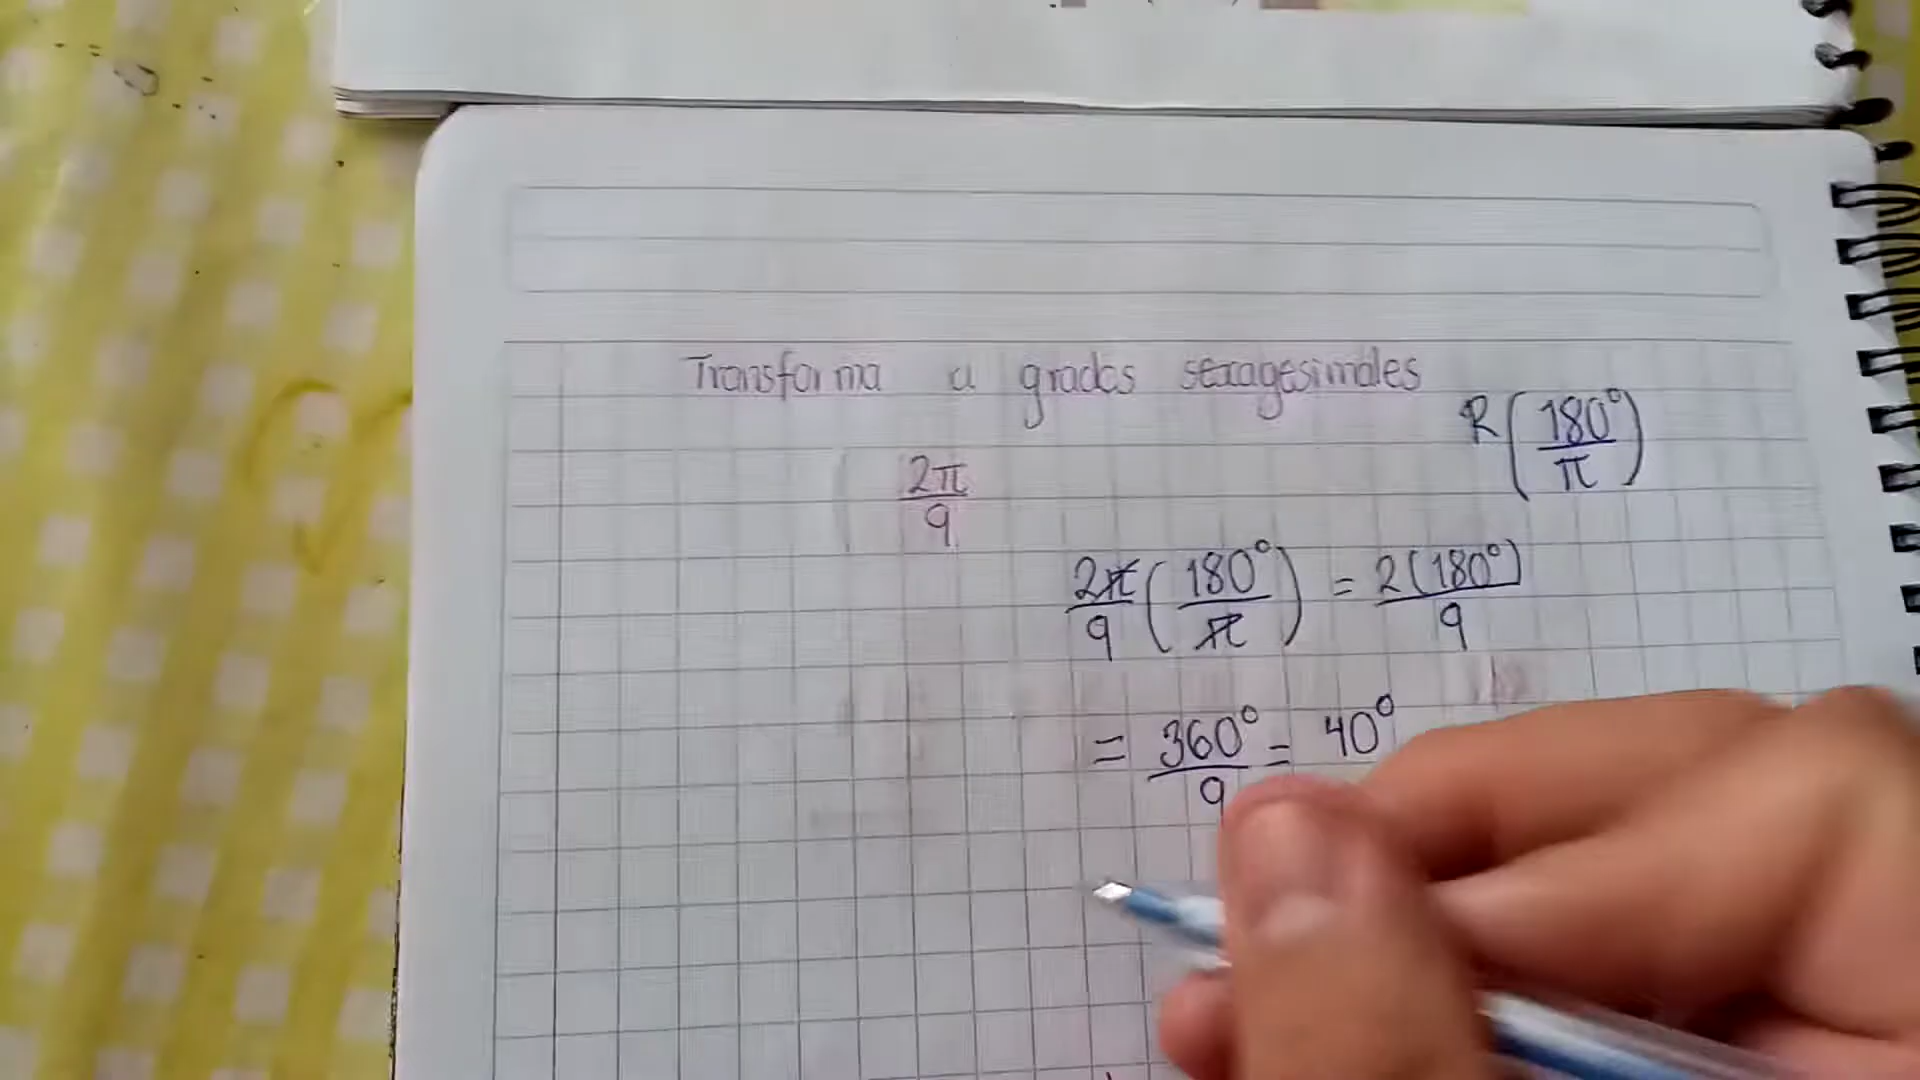 Transforma a grados sexagesimales
R(180°/π)
2π/9
2π/9 (180°/π) = 2(180°)/9
= 360°/9 = 40°